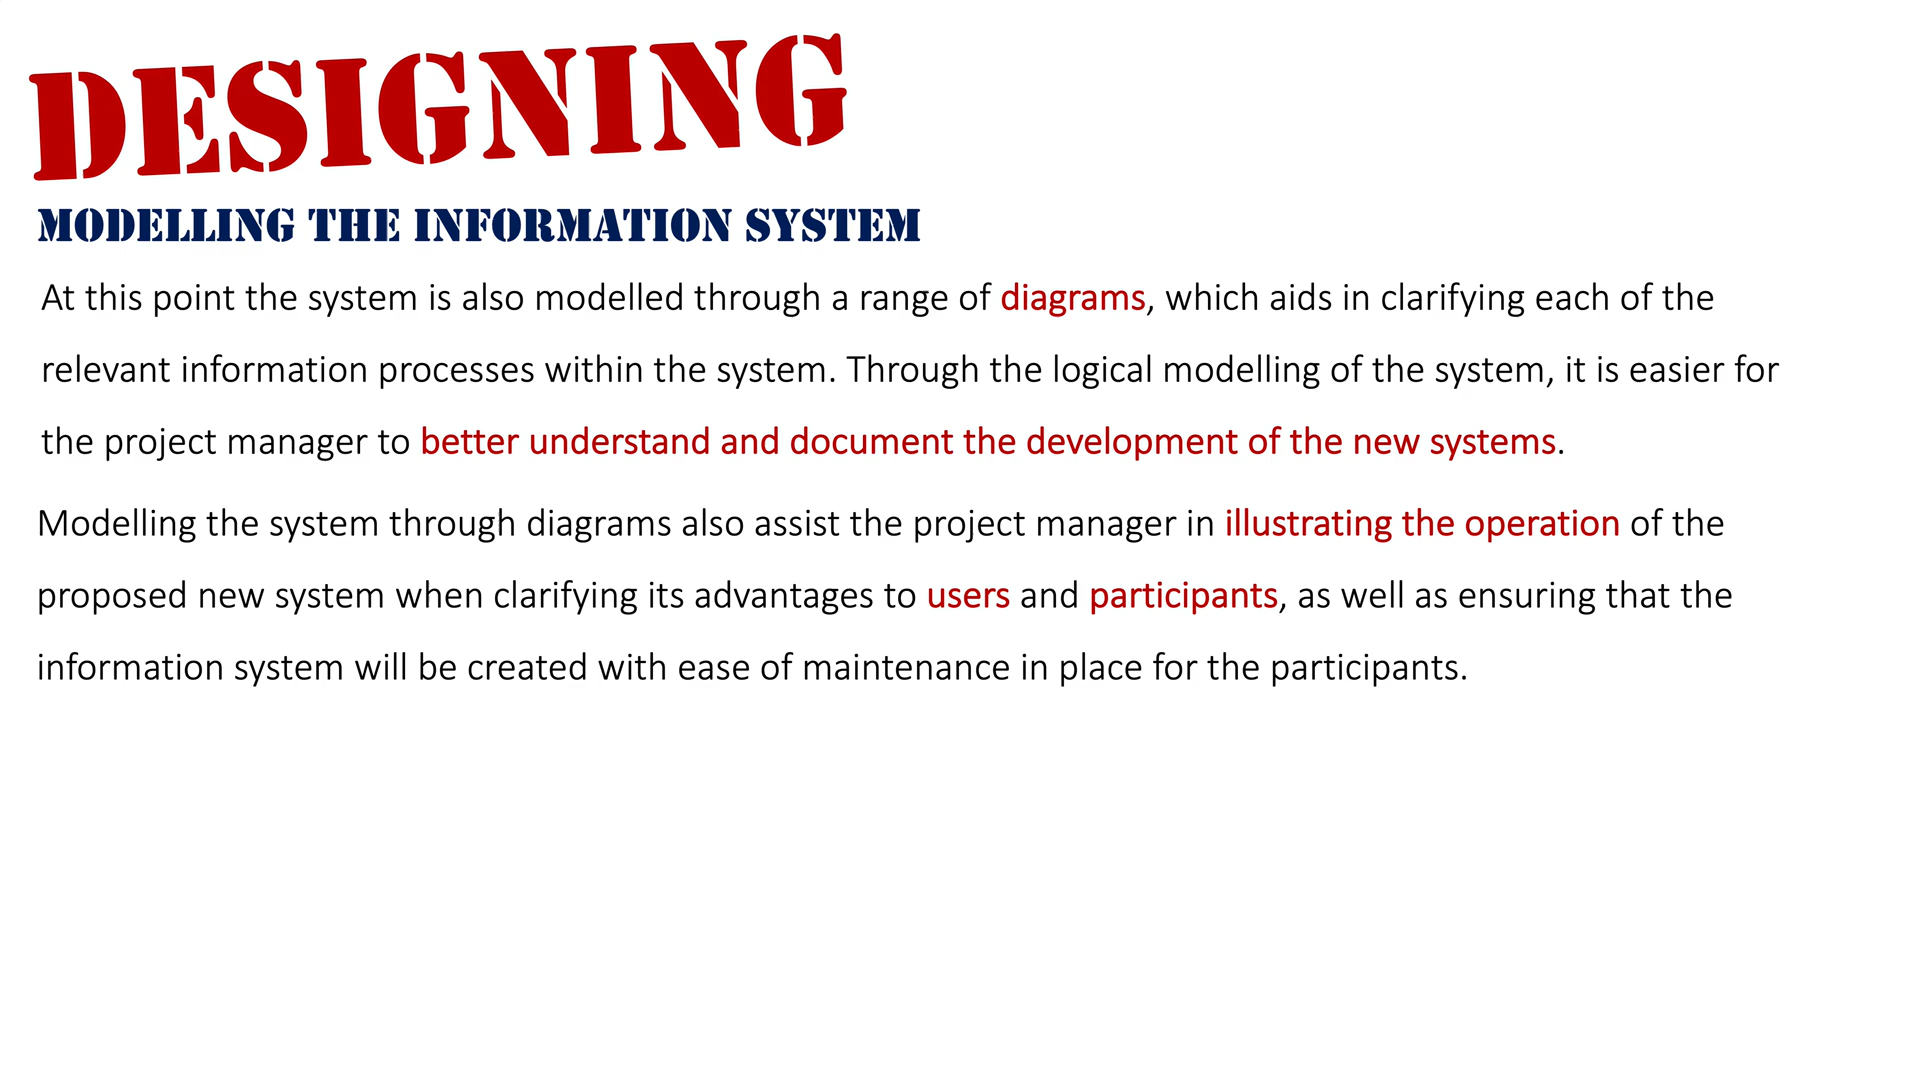 DESIGNING
MODELLING THE INFORMATION SYSTEM
At this point the system is also modelled through a range of diagrams, which aids in clarifying each of the
relevant information processes within the system. Through the logical modelling of the system, it is easier for
the project manager to better understand and document the development of the new systems.
Modelling the system through diagrams also assist the project manager in illustrating the operation of the
proposed new system when clarifying its advantages to users and participants, as well as ensuring that the
information system will be created with ease of maintenance in place for the participants.